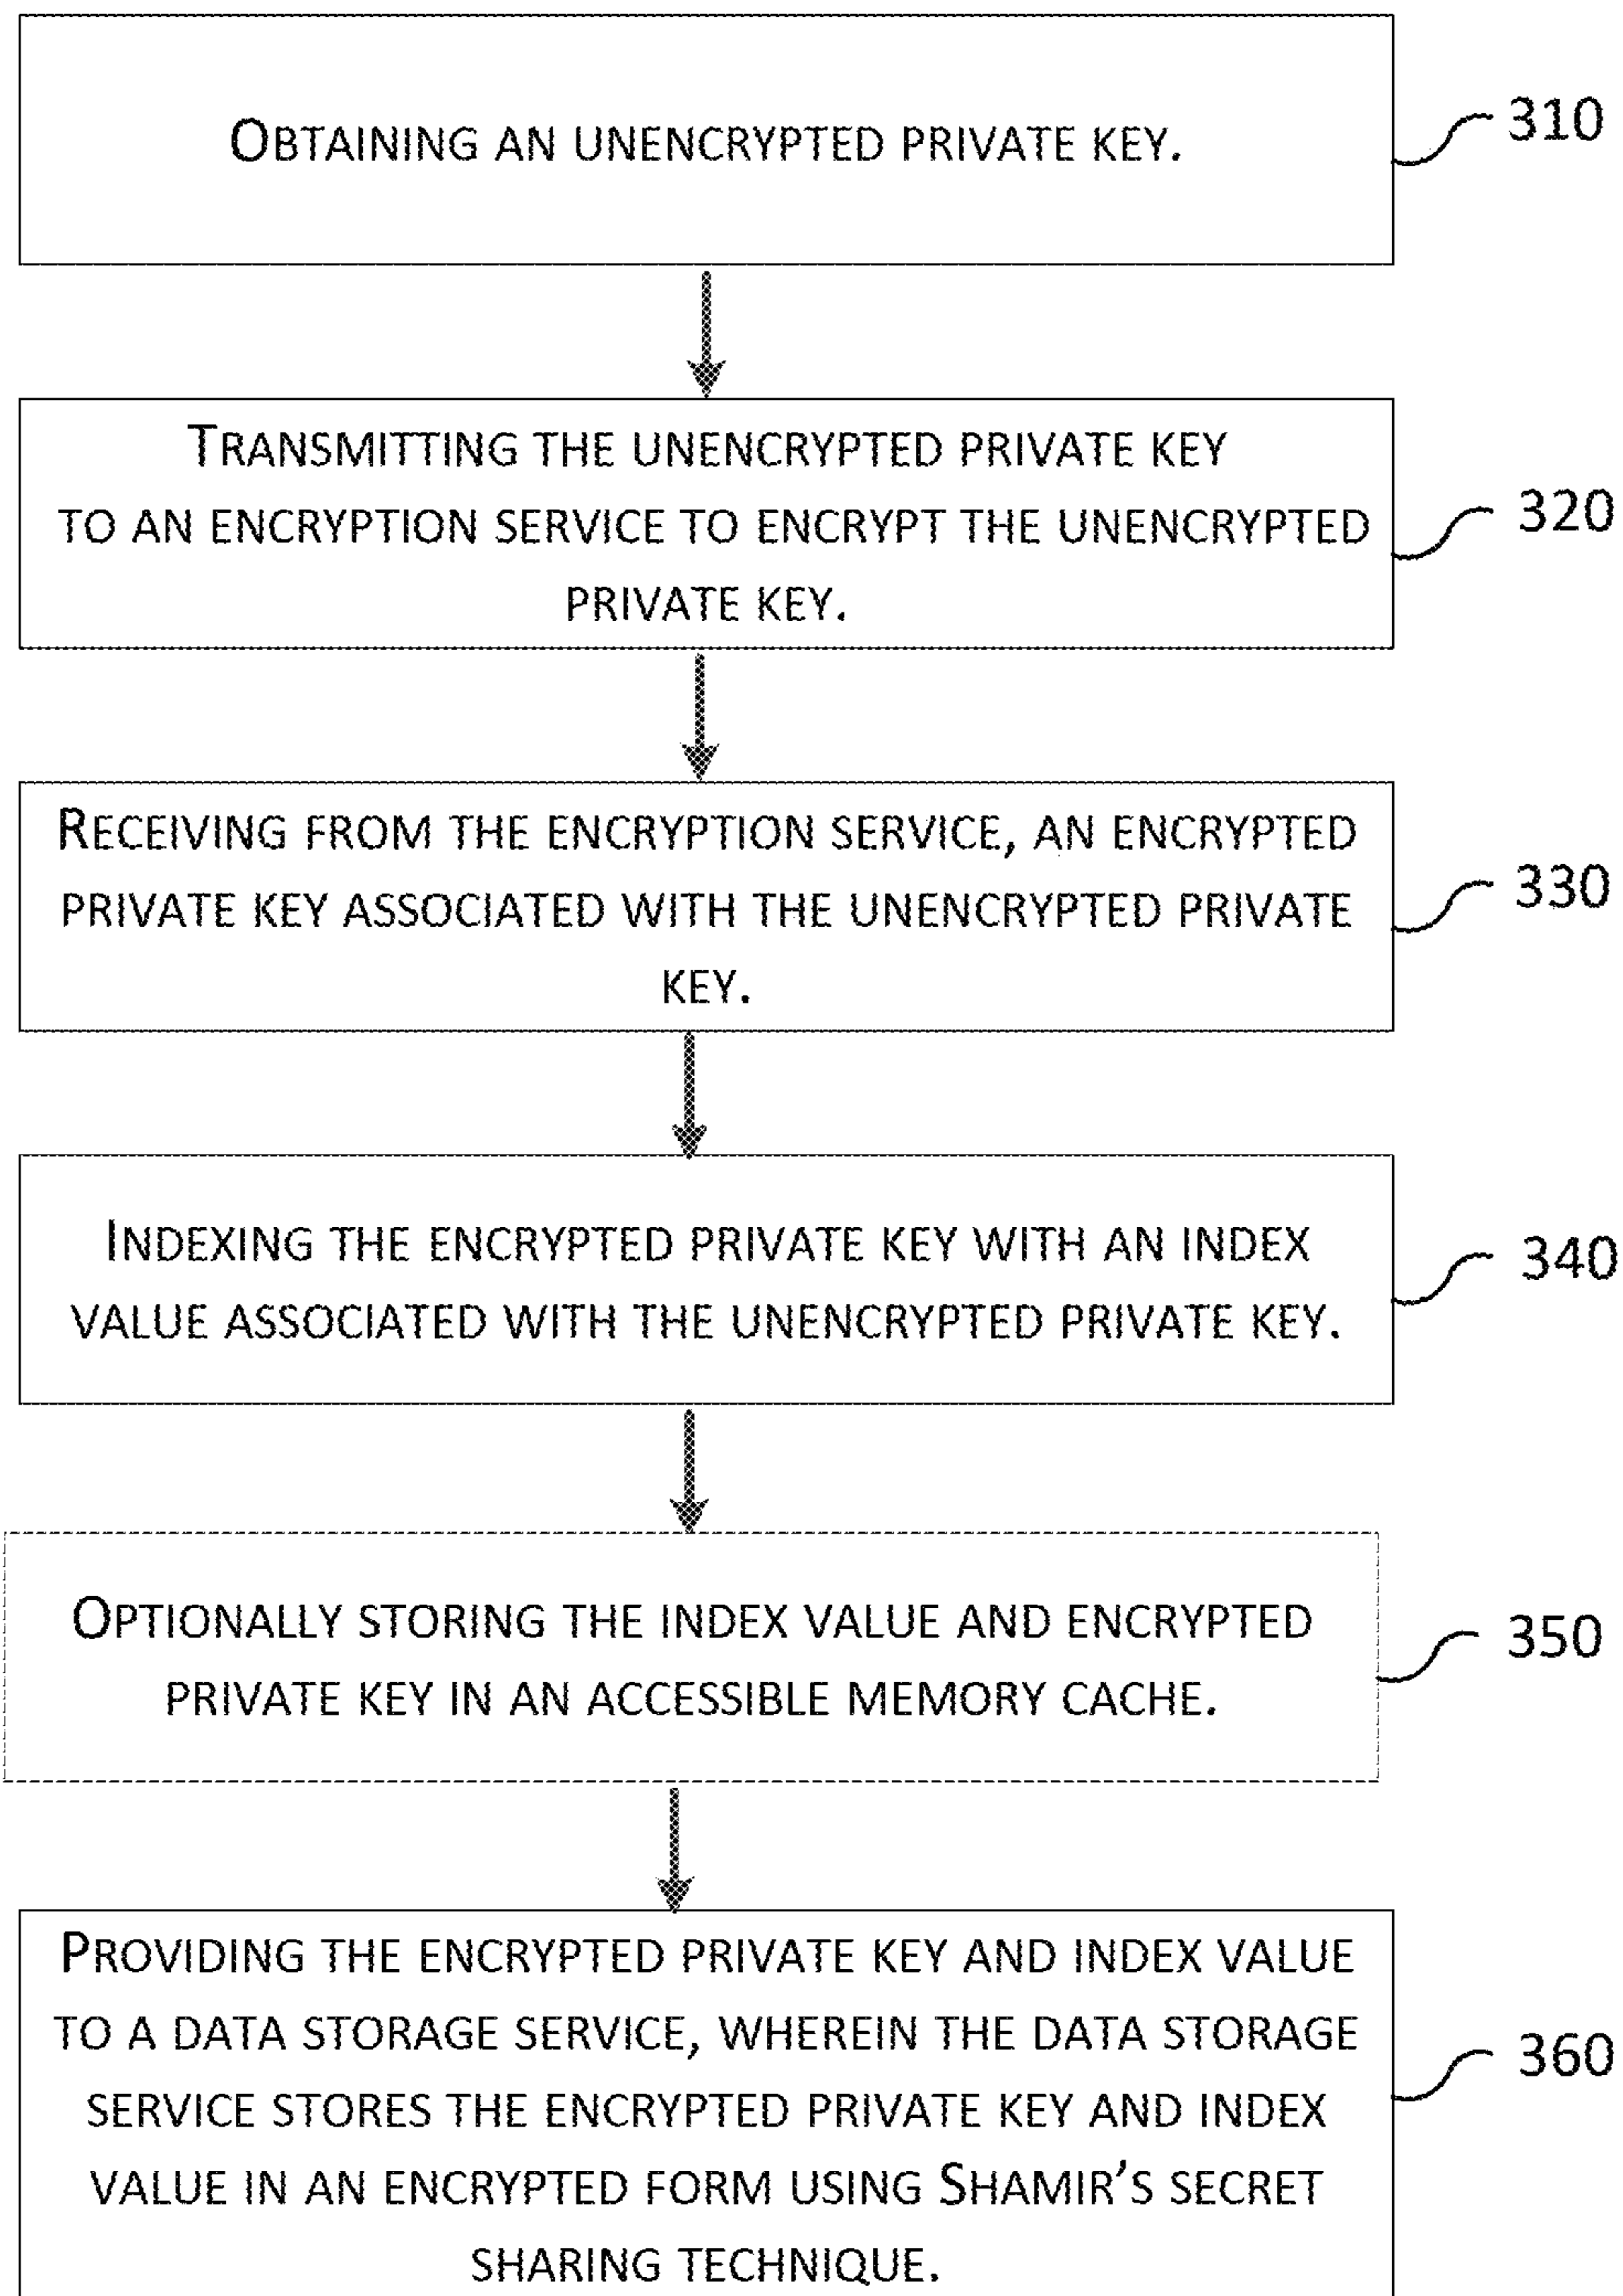 OBTAINING AN UNENCRYPTED PRIVATE KEY.
310
TRANSMITTING THE UNENCRYPTED PRIVATE KEY
TO AN ENCRYPTION SERVICE TO ENCRYPT THE UNENCRYPTED
PRIVATE KEY.
320
RECEIVING FROM THE ENCRYPTION SERVICE, AN ENCRYPTED
PRIVATE KEY ASSOCIATED WITH THE UNENCRYPTED PRIVATE
KEY.
330
INDEXING THE ENCRYPTED PRIVATE KEY WITH AN INDEX
VALUE ASSOCIATED WITH THE UNENCRYPTED PRIVATE KEY.
340
OPTIONALLY STORING THE INDEX VALUE AND ENCRYPTED
PRIVATE KEY IN AN ACCESSIBLE MEMORY CACHE.
350
PROVIDING THE ENCRYPTED PRIVATE KEY AND INDEX VALUE
TO A DATA STORAGE SERVICE, WHEREIN THE DATA STORAGE
SERVICE STORES THE ENCRYPTED PRIVATE KEY AND INDEX
VALUE IN AN ENCRYPTED FORM USING SHAMIR'S SECRET
SHARING TECHNIQUE.
360